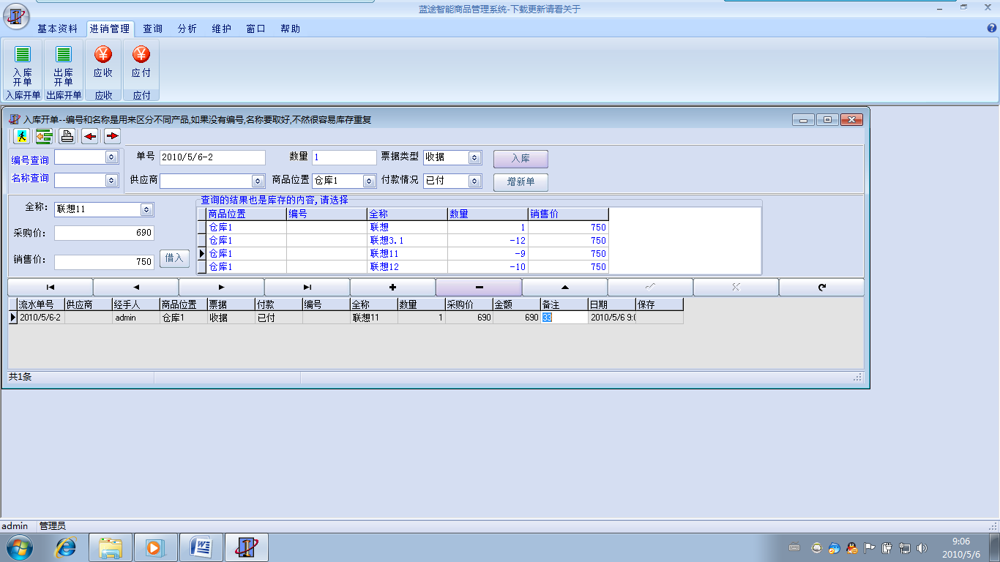 蓝途智能商品管理系统-下载更新请看关于
基本资料 进销管理 查询 分析 维护 窗口 帮助
入库开单 出库开单 应收 应付
入库开单 出库开单 应收 应付
入库开单--编号和名称是用来区分不同产品,如果没有编号,名称要取好,不然很容易库存重复
编号查询 单号 2010/5/6-2 数量 1 票据类型 收据 入库
名称查询 供应商 商品位置 仓库1 付款情况 已付 增新单
全称: 联想11
采购价: 690
销售价: 750 借入
查询的结果也是库存的内容,请选择
商品位置 编号 全称 数量 销售价
仓库1 联想 1 750
仓库1 联想3.1 -12 750
仓库1 联想11 -9 750
仓库1 联想12 -10 750
流水单号 供应商 经手人 商品位置 票据 付款 编号 全称 数量 采购价 金额 备注 日期 保存
2010/5/6-2 admin 仓库1 收据 已付 联想11 1 690 690 33 2010/5/6 9:0
共1条
admin 管理员
9:06
2010/5/6